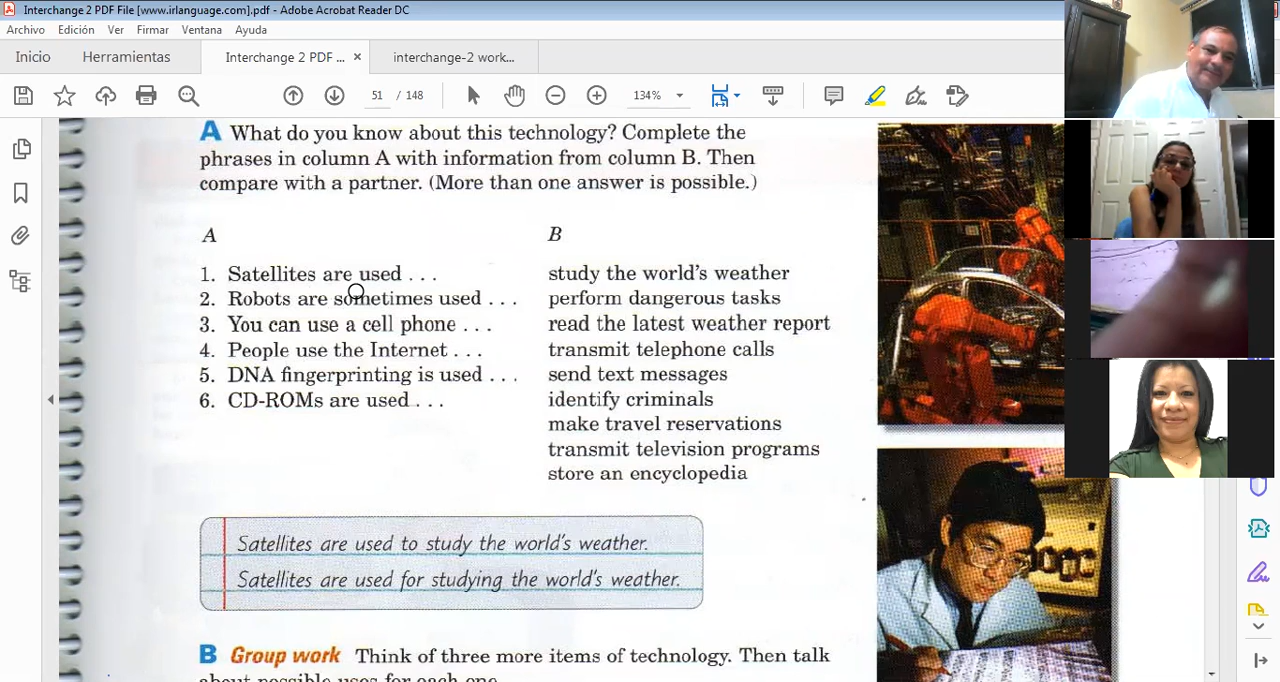 Interchange 2 PDF File [www.irlanguage.com].pdf - Adobe Acrobat Reader DC
Archivo Edición Ver Firmar Ventana Ayuda
Inicio Herramientas Interchange 2 PDF ... × interchange-2 work...
51 / 148 134%
A What do you know about this technology? Complete the
phrases in column A with information from column B. Then
compare with a partner. (More than one answer is possible.)
A
1. Satellites are used . . .
2. Robots are sometimes used . . .
3. You can use a cell phone . . .
4. People use the Internet . . .
5. DNA fingerprinting is used . . .
6. CD-ROMs are used . . .
B
study the world's weather
perform dangerous tasks
read the latest weather report
transmit telephone calls
send text messages
identify criminals
make travel reservations
transmit television programs
store an encyclopedia
Satellites are used to study the world's weather.
Satellites are used for studying the world's weather.
B Group work Think of three more items of technology. Then talk
about possible uses for each one.